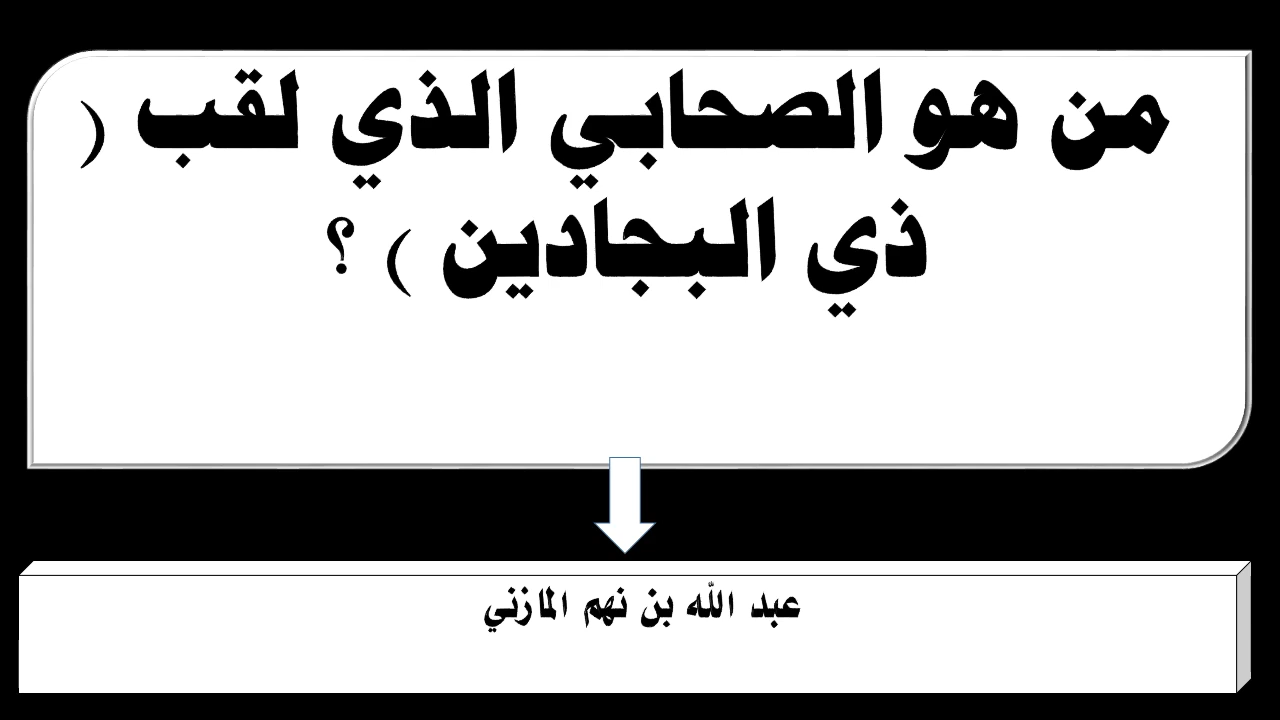 من هو الصحابي الذي لقب (
ذي البجادين ) ؟
عبد الله بن نهم المازني